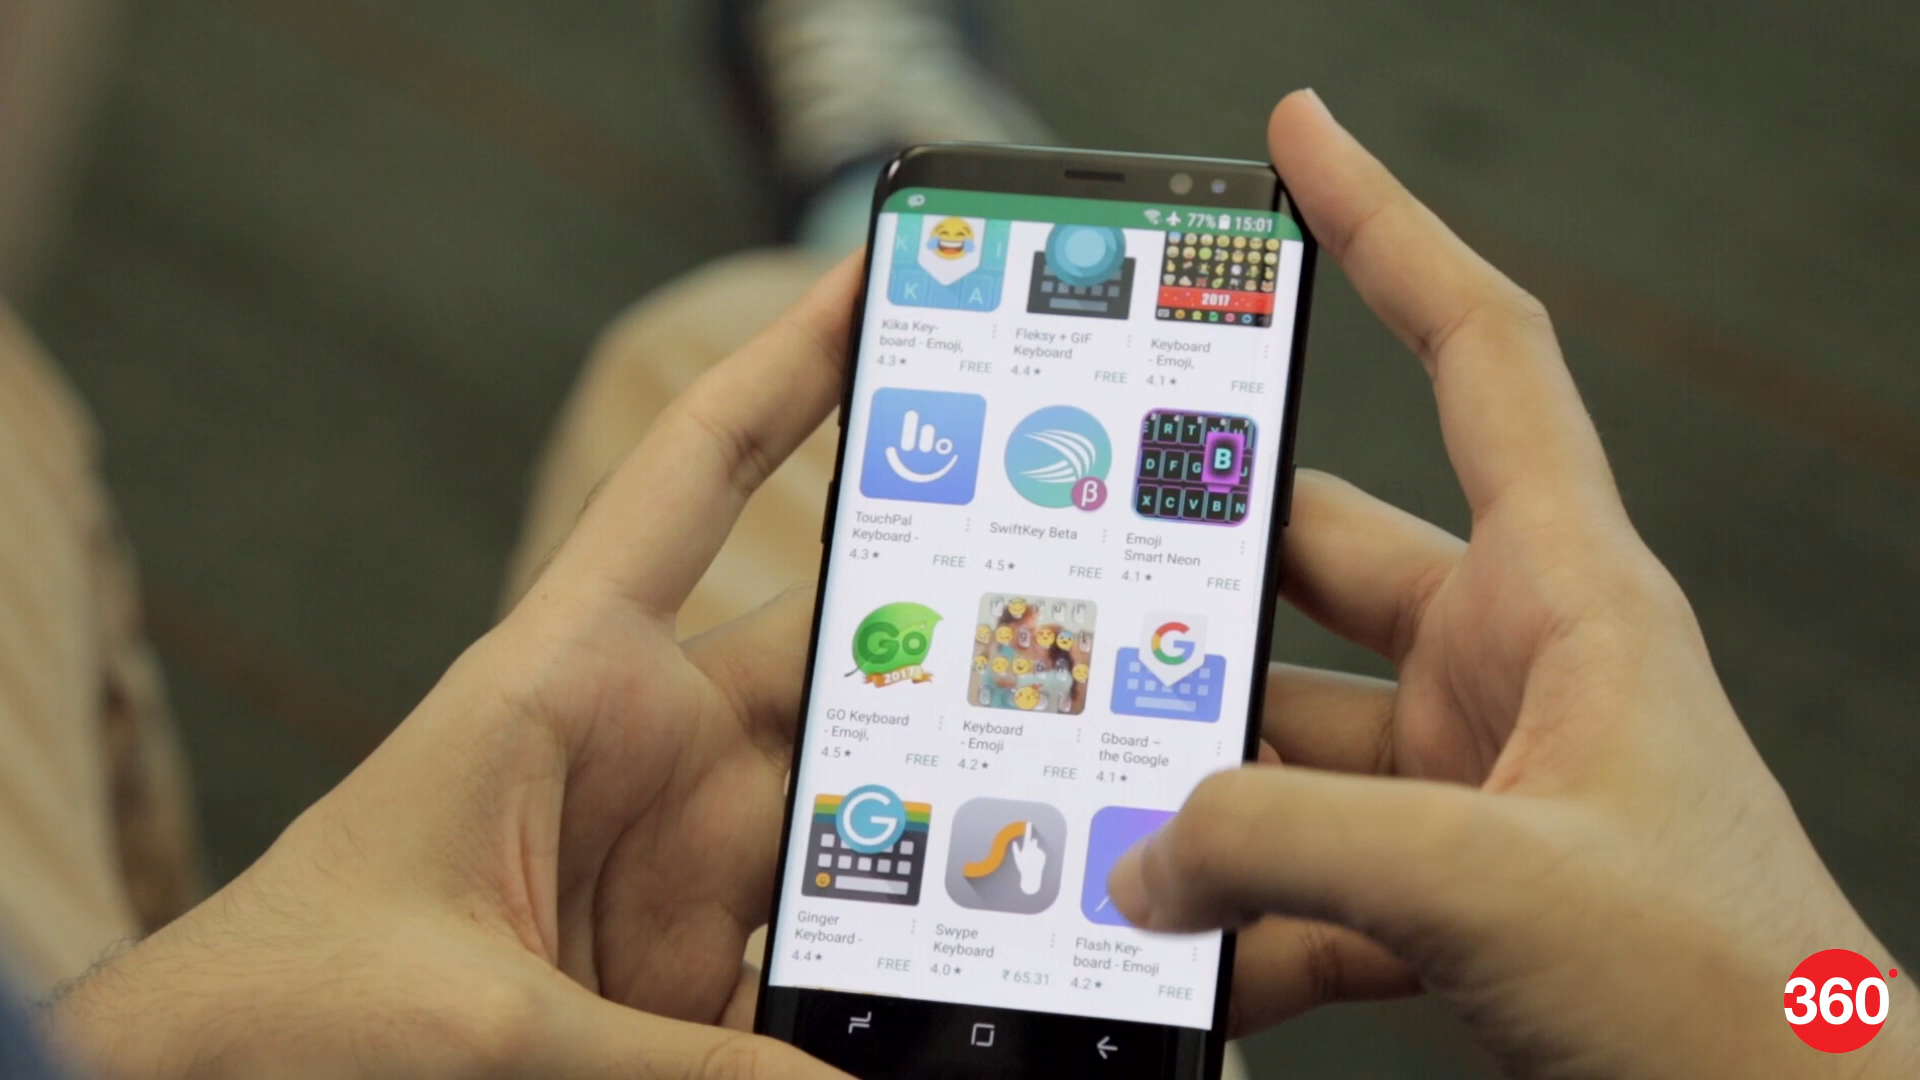 77% 15:01
K I
K A
2017
Kika Key-
board - Emoji,
4.3★ FREE
Fleksy + GIF
Keyboard
4.4★ FREE
Keyboard
- Emoji,
4.1★ FREE
R T Y U
D F G B J
X C V B N
β
TouchPal
Keyboard -
4.3★ FREE
SwiftKey Beta
4.5★ FREE
Emoji
Smart Neon
4.1★ FREE
GO
2017
G
GO Keyboard
- Emoji,
4.5★ FREE
Keyboard
- Emoji
4.2★ FREE
Gboard –
the Google
4.1★
G
Ginger
Keyboard -
4.4★ FREE
Swype
Keyboard
4.0★ ₹ 65.31
Flash Key-
board - Emoji
4.2★ FREE
360°